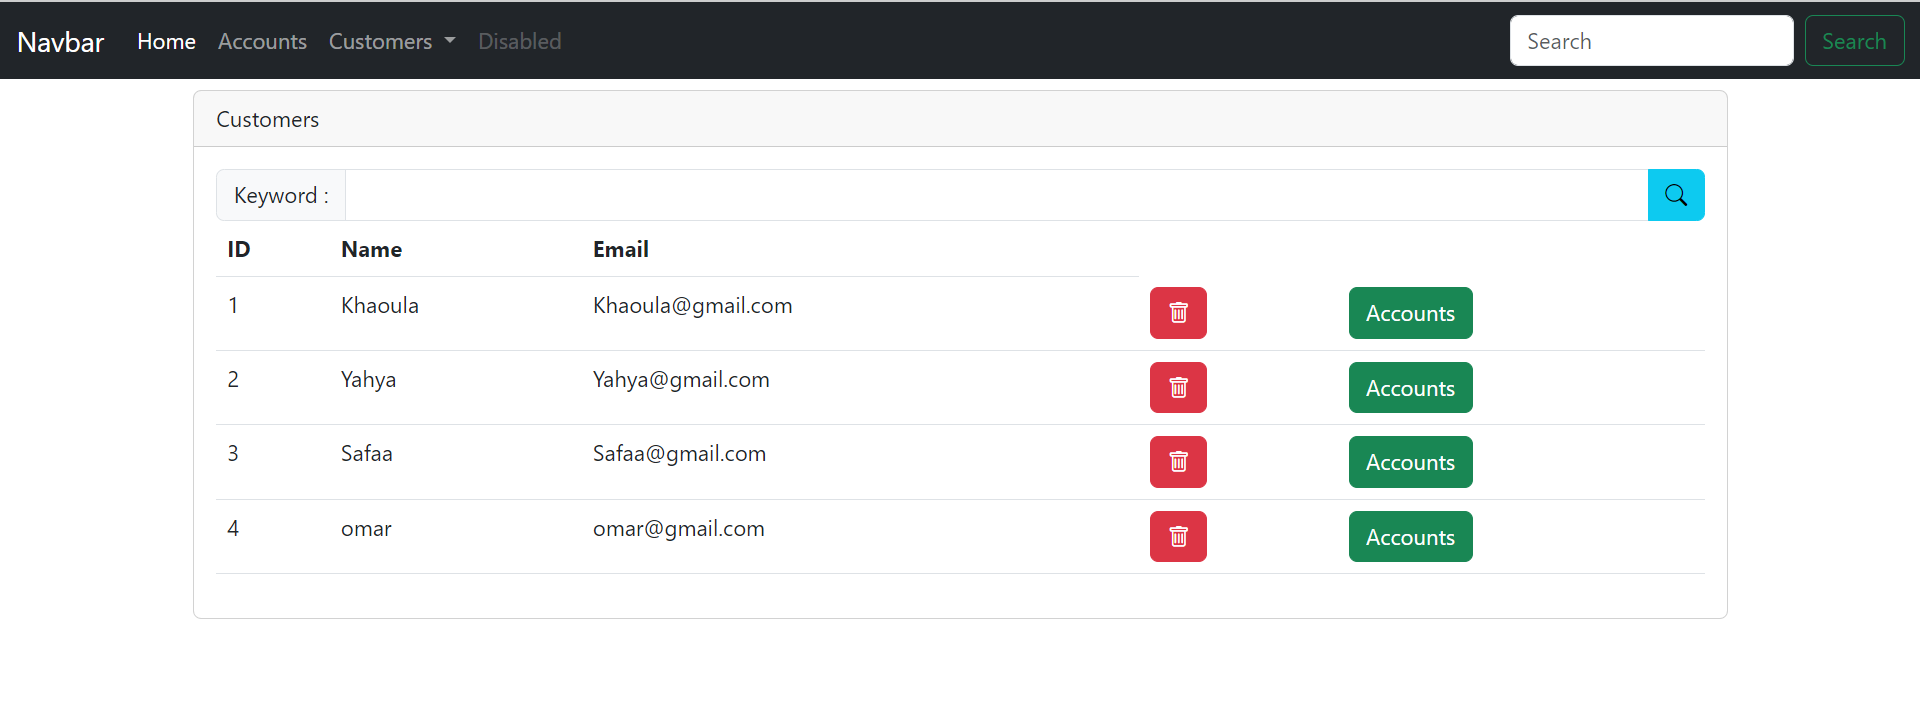 Navbar Home Accounts Customers Disabled Search Search
Customers
Keyword :
ID Name Email
1 Khaoula Khaoula@gmail.com Accounts
2 Yahya Yahya@gmail.com Accounts
3 Safaa Safaa@gmail.com Accounts
4 omar omar@gmail.com Accounts